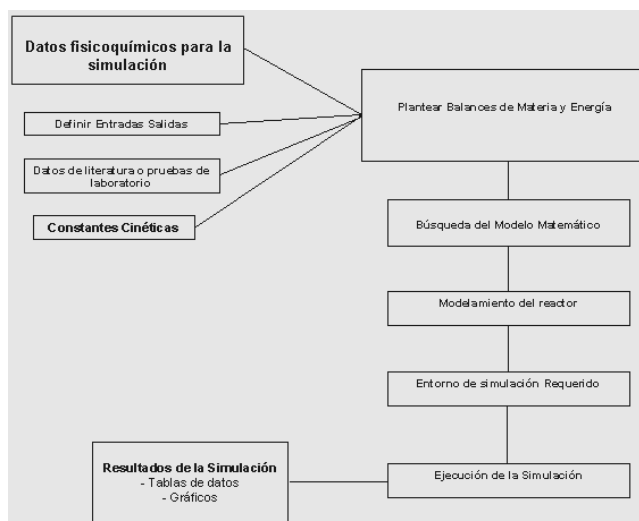 Datos fisicoquímicos para la
simulación
Plantear Balances de Materia y Energía
Definir Entradas Salidas
Datos de literatura o pruebas de
laboratorio
Constantes Cinéticas
Búsqueda del Modelo Matemático
Modelamiento del reactor
Entorno de simulación Requerido
Ejecución de la Simulación
Resultados de la Simulación
- Tablas de datos
- Gráficos